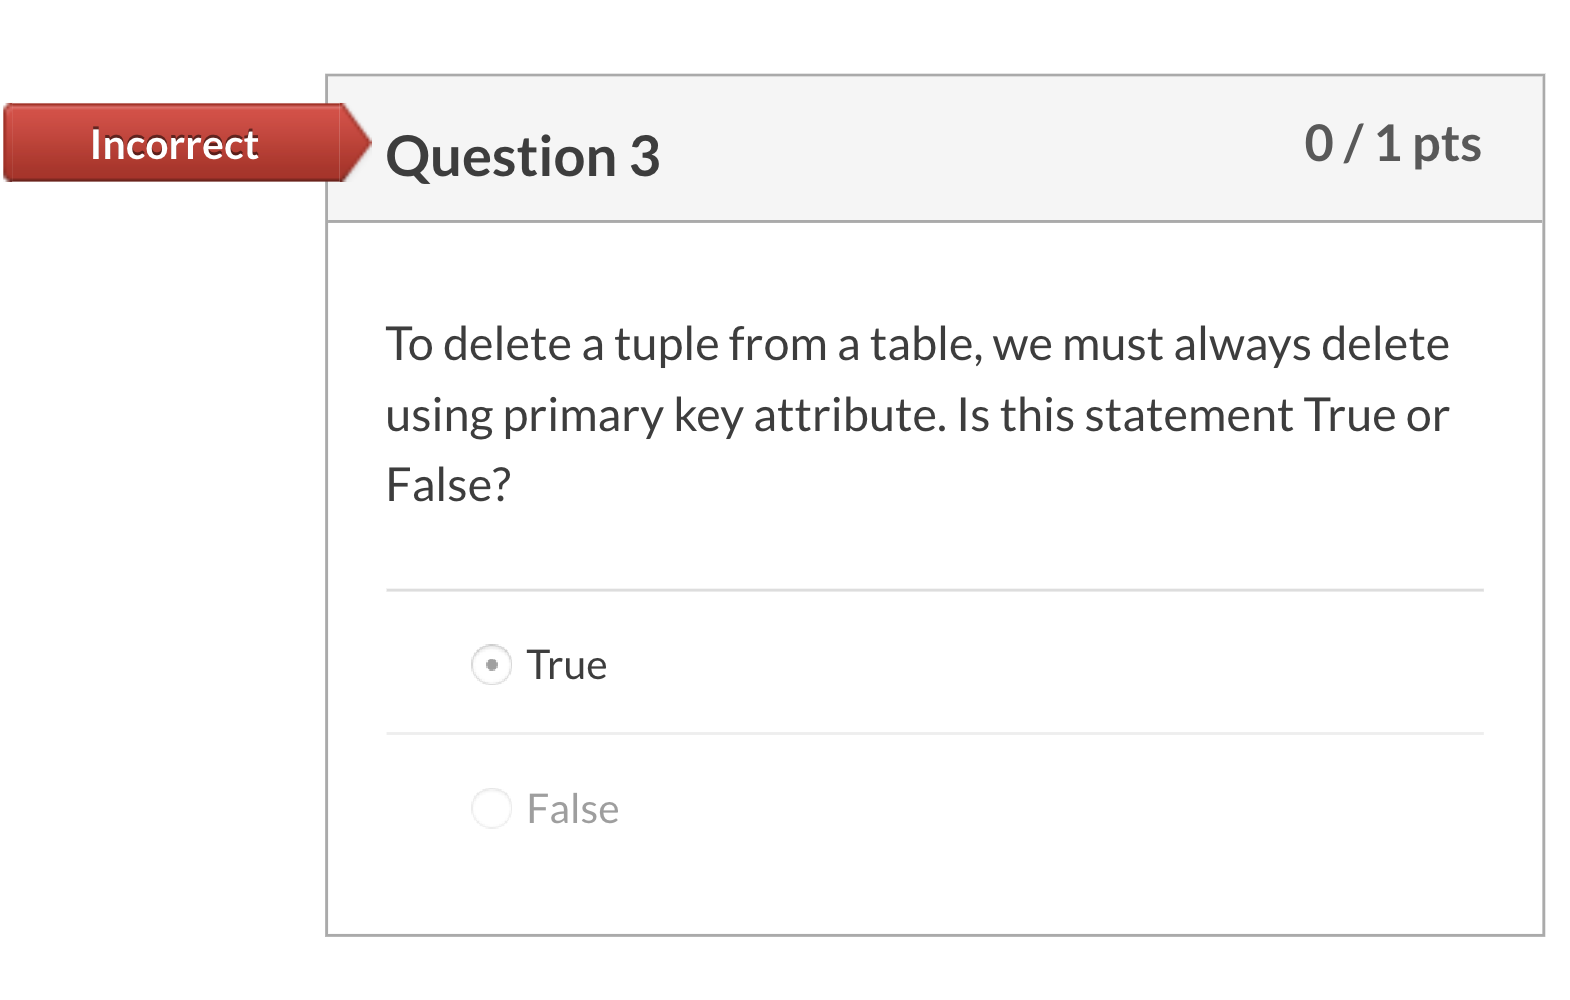 Incorrect
Question 3
0 / 1 pts
To delete a tuple from a table, we must always delete
using primary key attribute. Is this statement True or
False?
True
False